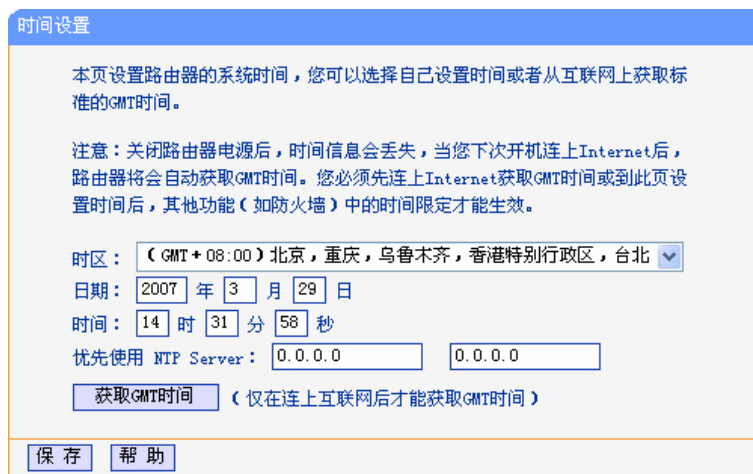 时间设置
本页设置路由器的系统时间，您可以选择自己设置时间或者从互联网上获取标
准的GMT时间。
注意：关闭路由器电源后，时间信息会丢失，当您下次开机连上Internet后，
路由器将会自动获取GMT时间。您必须先连上Internet获取GMT时间或到此页设
置时间后，其他功能（如防火墙）中的时间限定才能生效。
时区： （GMT+08:00）北京，重庆，乌鲁木齐，香港特别行政区，台北
日期： 2007 年 3 月 29 日
时间： 14 时 31 分 58 秒
优先使用 NTP Server： 0.0.0.0 0.0.0.0
获取GMT时间 （仅在连上互联网后才能获取GMT时间）
保 存 帮 助